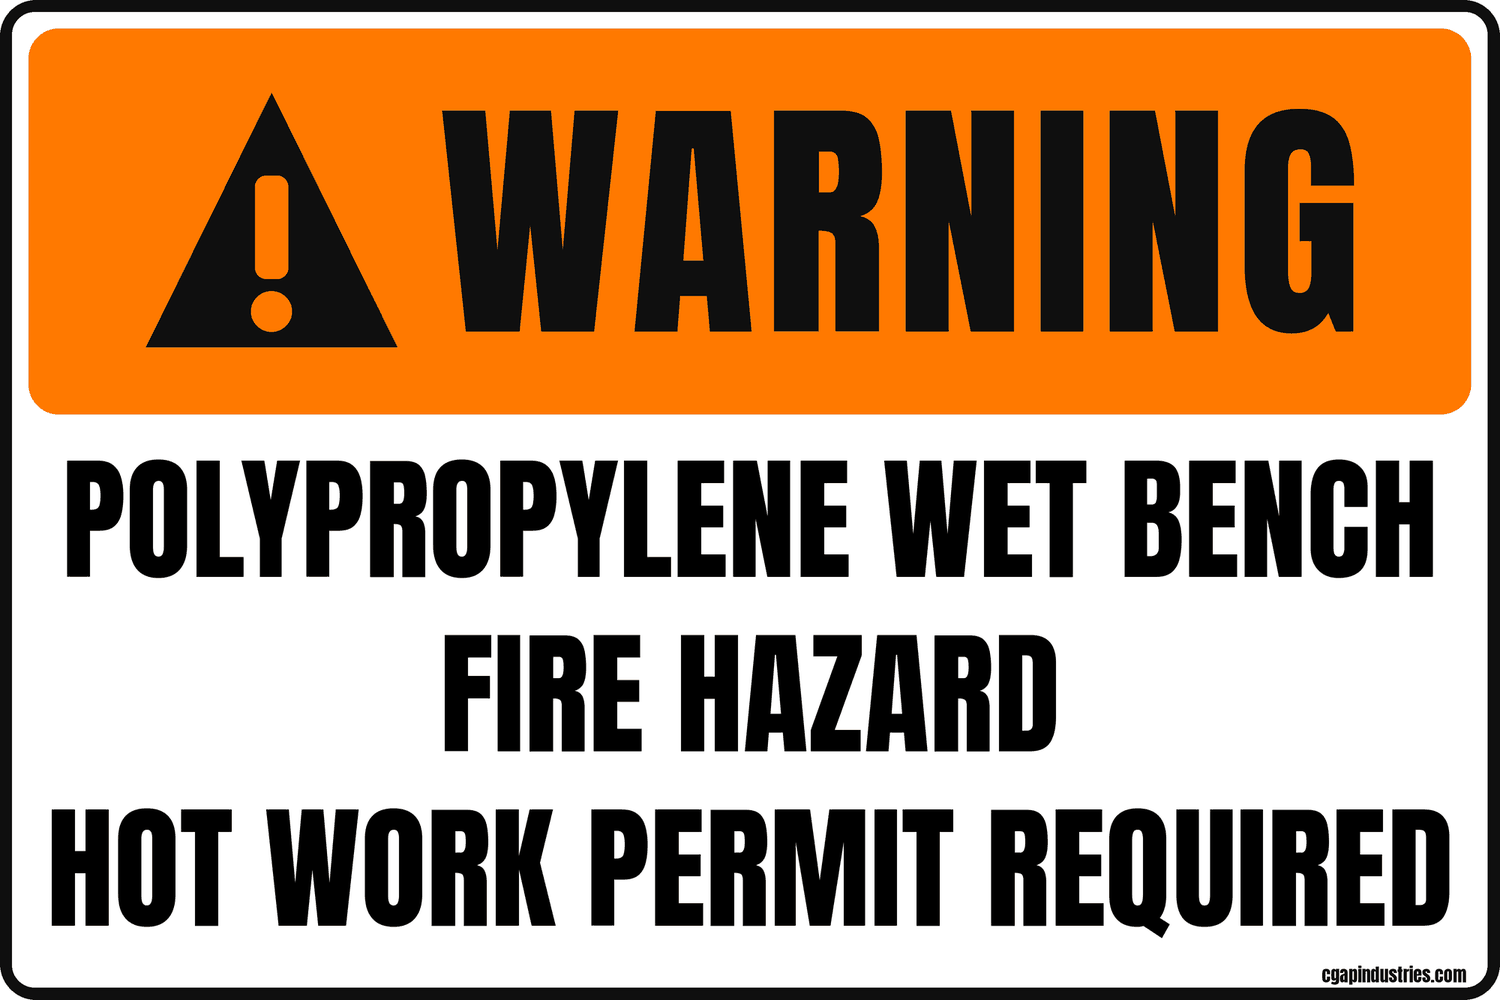 WARNING
POLYPROPYLENE WET BENCH
FIRE HAZARD
HOT WORK PERMIT REQUIRED
cgapindustries.com